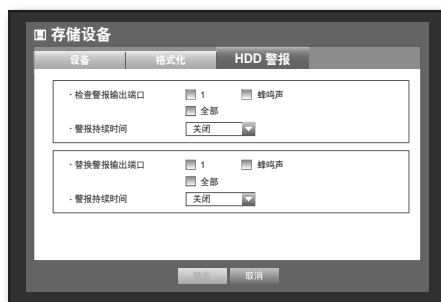 存储设备
设备 格式化 HDD 警报
· 检查警报输出端口 1 蜂鸣声
全部
· 警报持续时间 关闭
· 替换警报输出端口 1 蜂鸣声
全部
· 警报持续时间 关闭
确定 取消